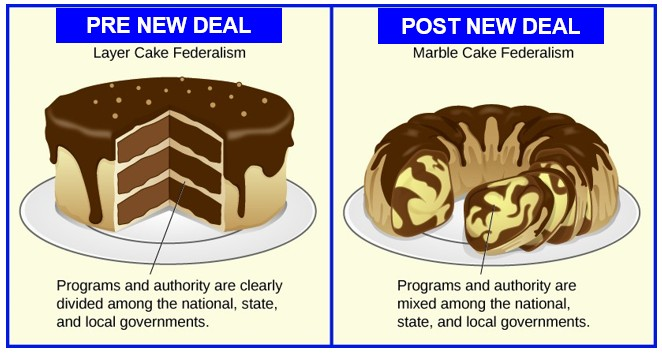 PRE NEW DEAL
Layer Cake Federalism
Programs and authority are clearly
divided among the national, state,
and local governments.
POST NEW DEAL
Marble Cake Federalism
Programs and authority are
mixed among the national,
state, and local governments.